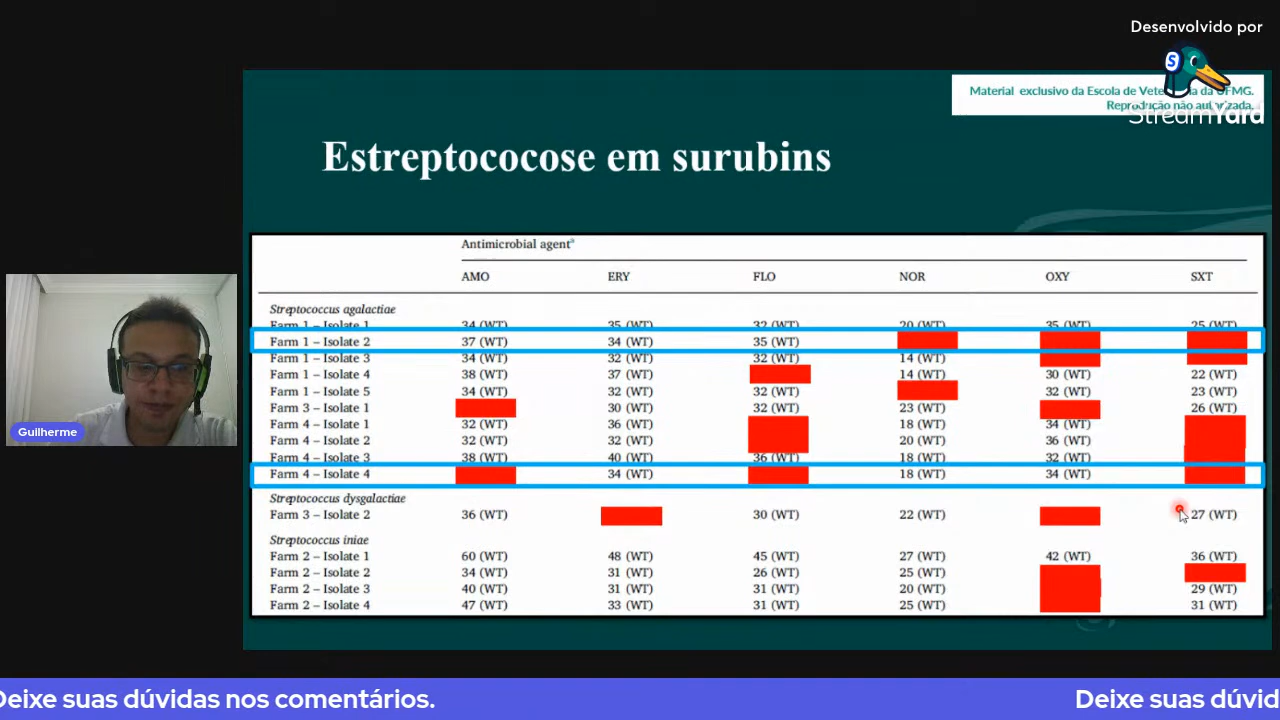 Desenvolvido por
StreamYard
Material exclusivo da Escola de Veterinária da UFMG.
Reprodução não autorizada.
Estreptococose em surubins
Antimicrobial agentª
AMO ERY FLO NOR OXY SXT
Streptococcus agalactiae
Farm 1 – Isolate 1 34 (WT) 35 (WT) 32 (WT) 20 (WT) 35 (WT) 25 (WT)
Farm 1 – Isolate 2 37 (WT) 34 (WT) 35 (WT)
Farm 1 – Isolate 3 34 (WT) 32 (WT) 32 (WT) 14 (WT)
Farm 1 – Isolate 4 38 (WT) 37 (WT) 14 (WT) 30 (WT) 22 (WT)
Farm 1 – Isolate 5 34 (WT) 32 (WT) 32 (WT) 32 (WT) 23 (WT)
Farm 3 – Isolate 1 30 (WT) 32 (WT) 23 (WT) 26 (WT)
Farm 4 – Isolate 1 32 (WT) 36 (WT) 18 (WT) 34 (WT)
Farm 4 – Isolate 2 32 (WT) 32 (WT) 20 (WT) 36 (WT)
Farm 4 – Isolate 3 38 (WT) 40 (WT) 36 (WT) 18 (WT) 32 (WT)
Farm 4 – Isolate 4 34 (WT) 18 (WT) 34 (WT)
Streptococcus dysgalactiae
Farm 3 – Isolate 2 36 (WT) 30 (WT) 22 (WT) 27 (WT)
Streptococcus iniae
Farm 2 – Isolate 1 60 (WT) 48 (WT) 45 (WT) 27 (WT) 42 (WT) 36 (WT)
Farm 2 – Isolate 2 34 (WT) 31 (WT) 26 (WT) 25 (WT)
Farm 2 – Isolate 3 40 (WT) 31 (WT) 31 (WT) 20 (WT) 29 (WT)
Farm 2 – Isolate 4 47 (WT) 33 (WT) 31 (WT) 25 (WT) 31 (WT)
Guilherme
Deixe suas dúvidas nos comentários. Deixe suas dúvid